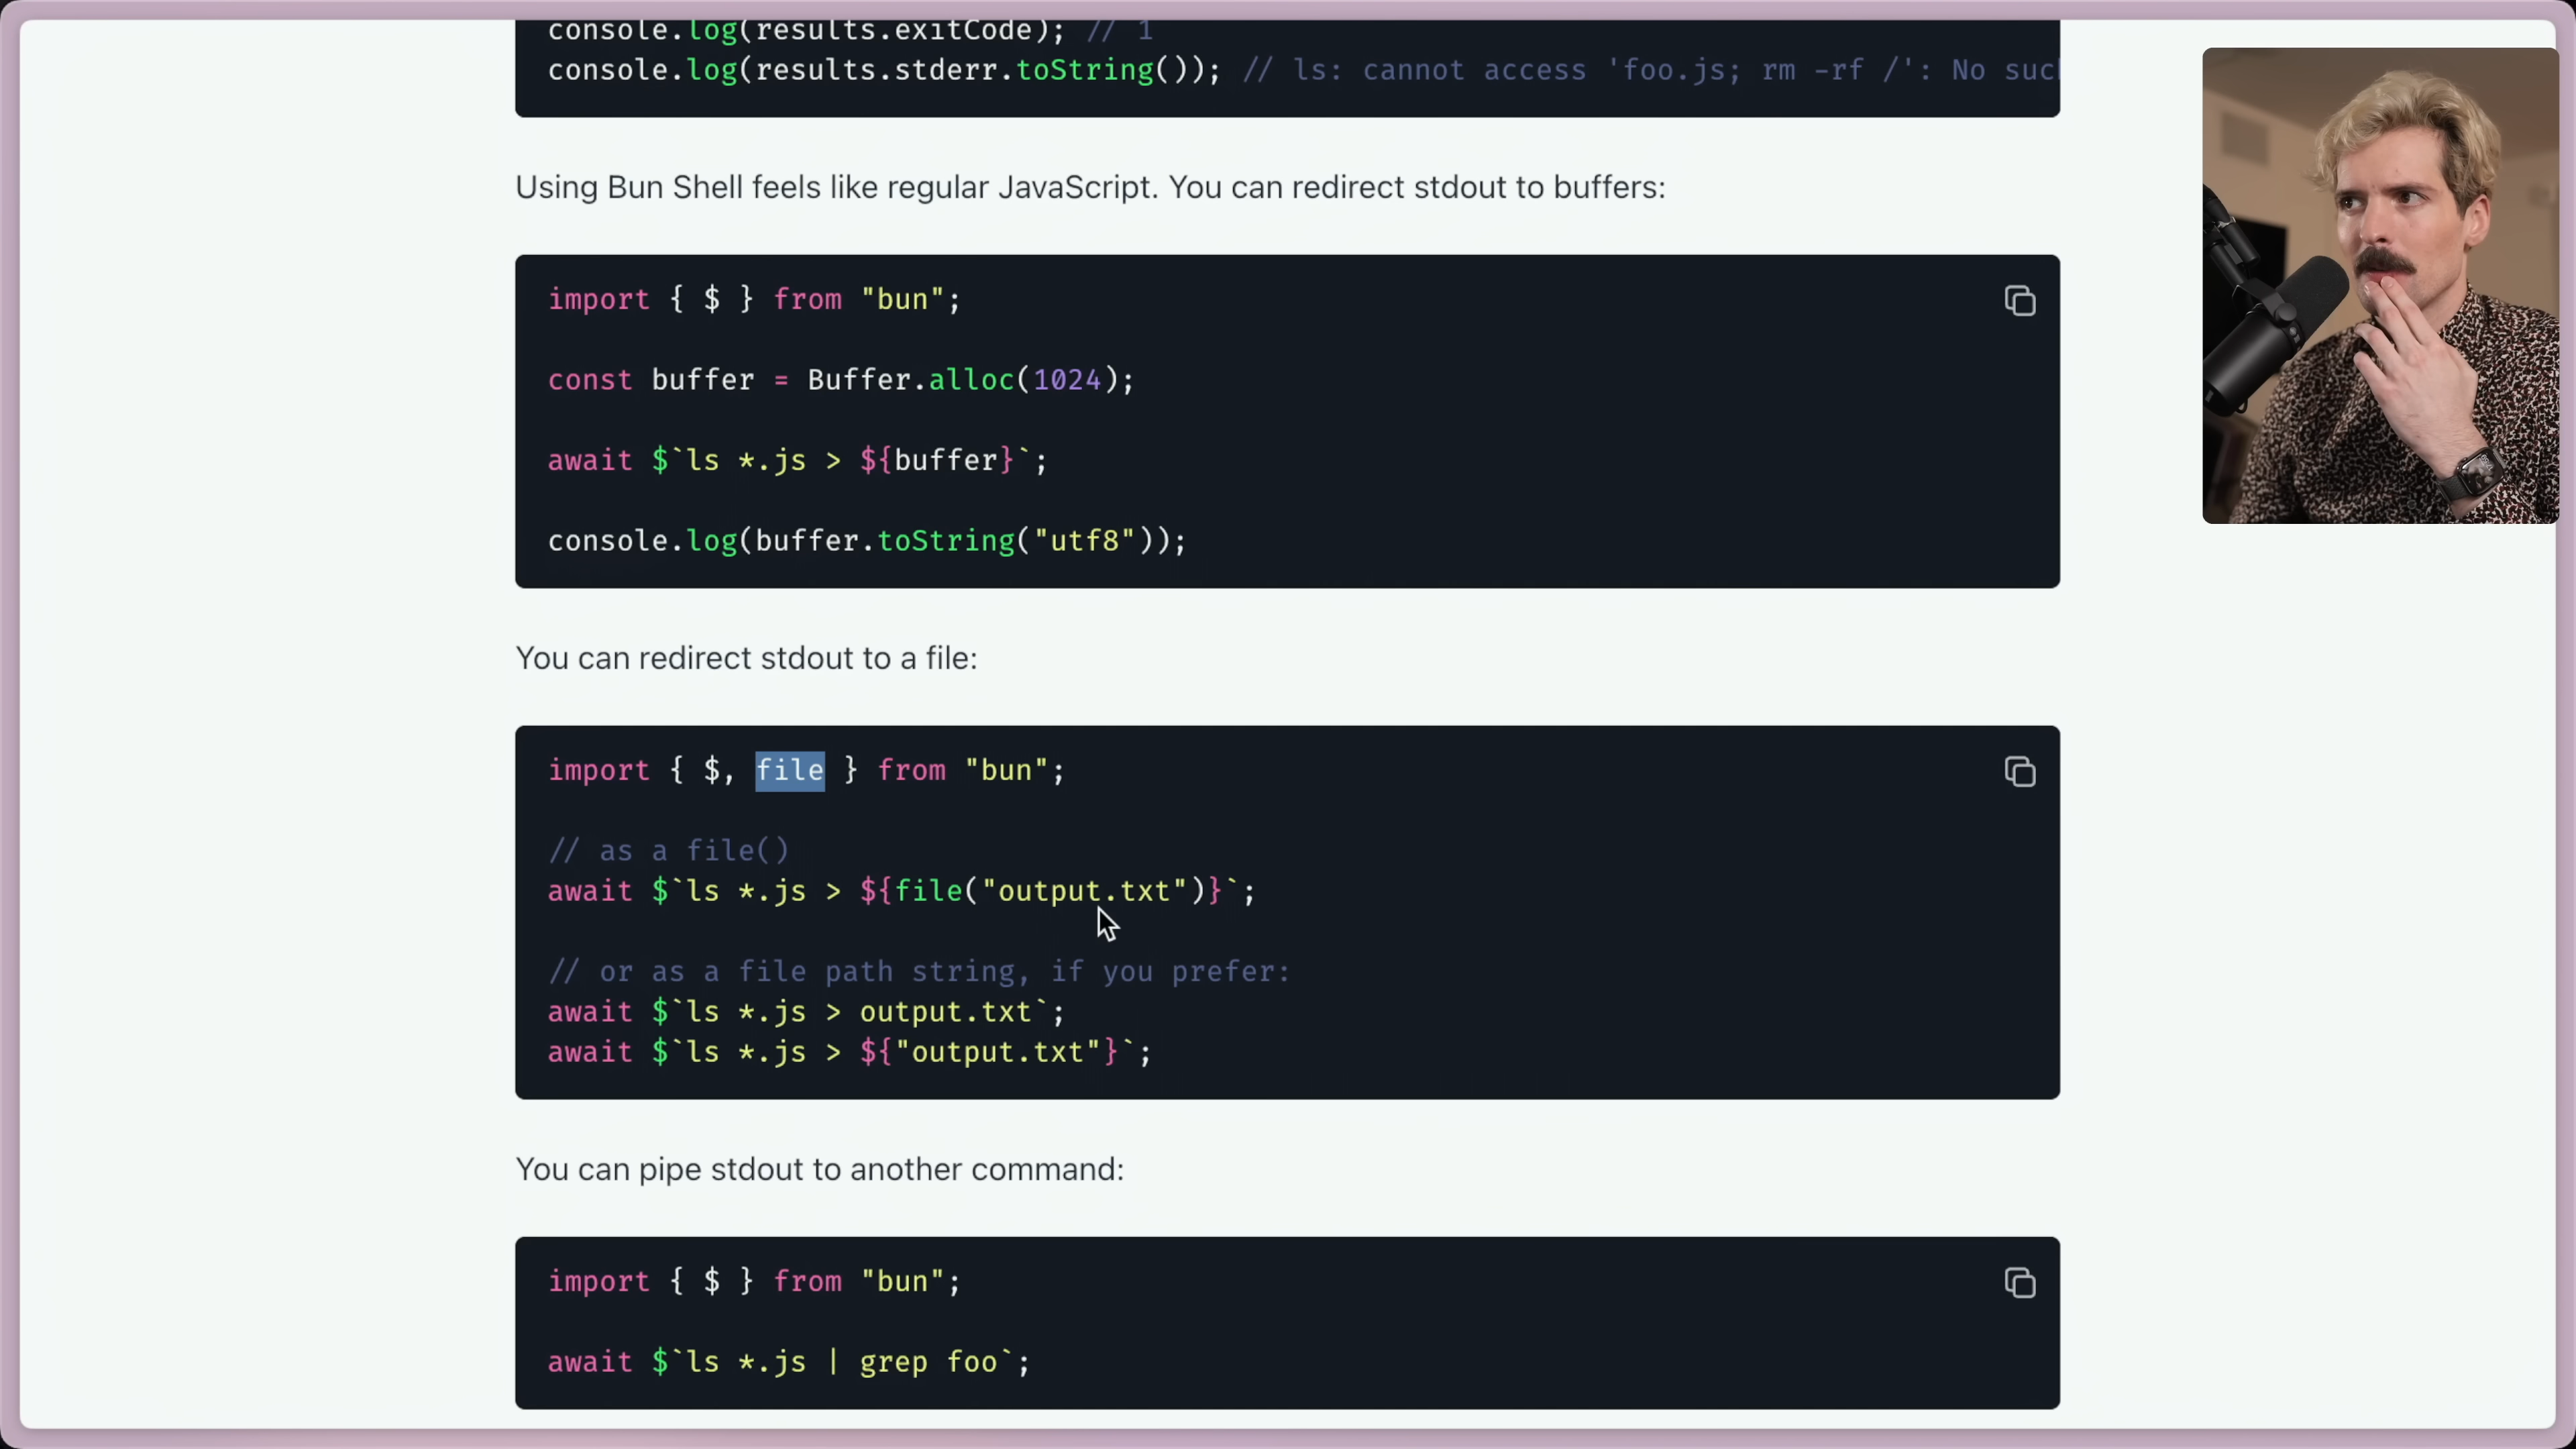 console.log(results.exitCode); // 1
console.log(results.stderr.toString()); // ls: cannot access 'foo.js; rm -rf /': No suc
Using Bun Shell feels like regular JavaScript. You can redirect stdout to buffers:
import { $ } from "bun";
const buffer = Buffer.alloc(1024);
await $`ls *.js > ${buffer}`;
console.log(buffer.toString("utf8"));
You can redirect stdout to a file:
import { $, file } from "bun";
// as a file()
await $`ls *.js > ${file("output.txt")}`;
// or as a file path string, if you prefer:
await $`ls *.js > output.txt`;
await $`ls *.js > ${"output.txt"}`;
You can pipe stdout to another command:
import { $ } from "bun";
await $`ls *.js | grep foo`;